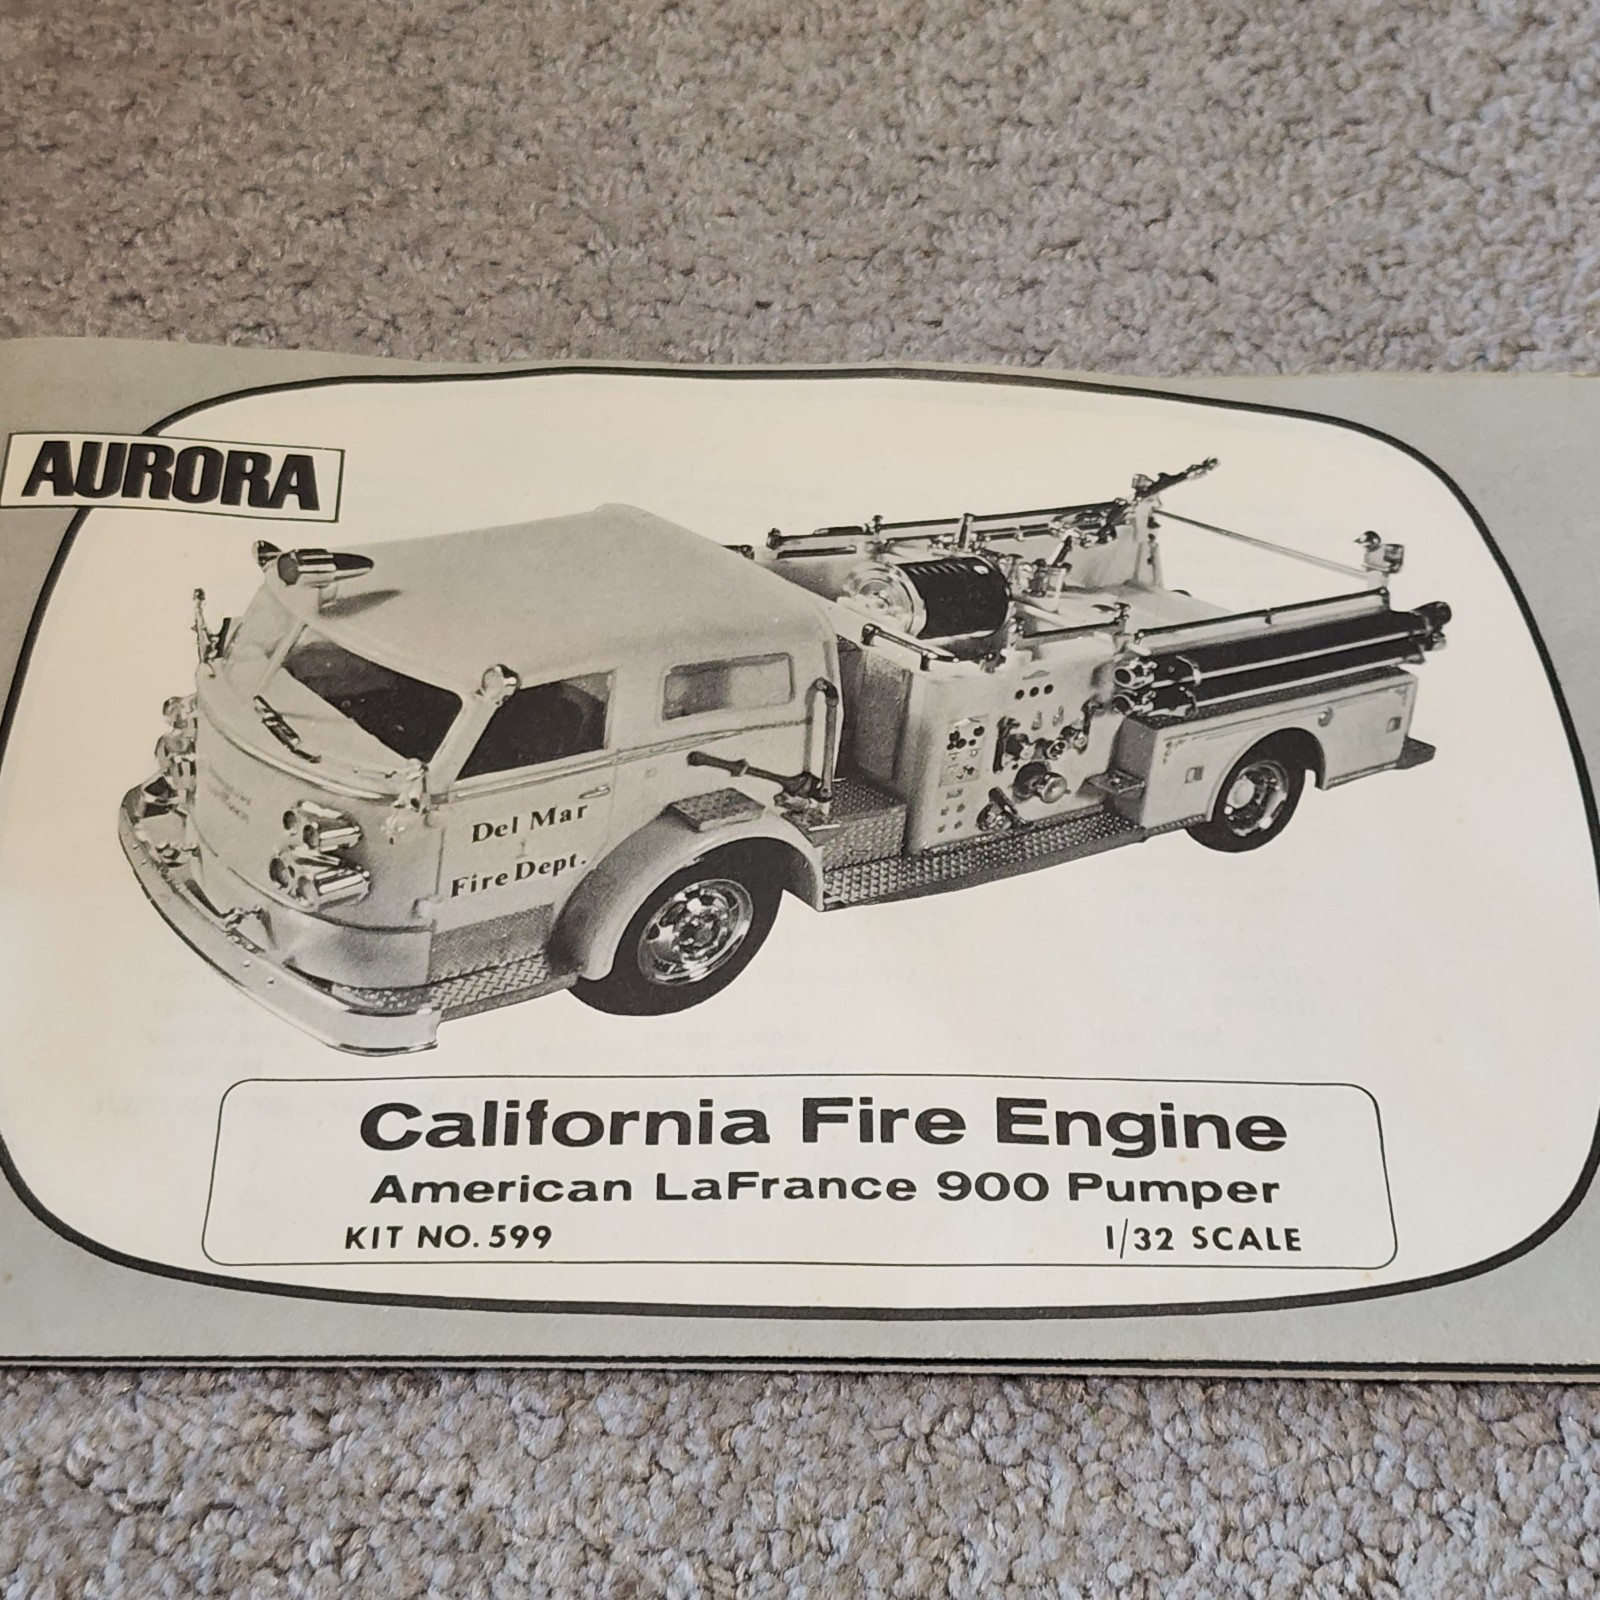 AURORA
Del Mar
Fire Dept.
California Fire Engine
American LaFrance 900 Pumper
KIT NO. 599
1/32 SCALE